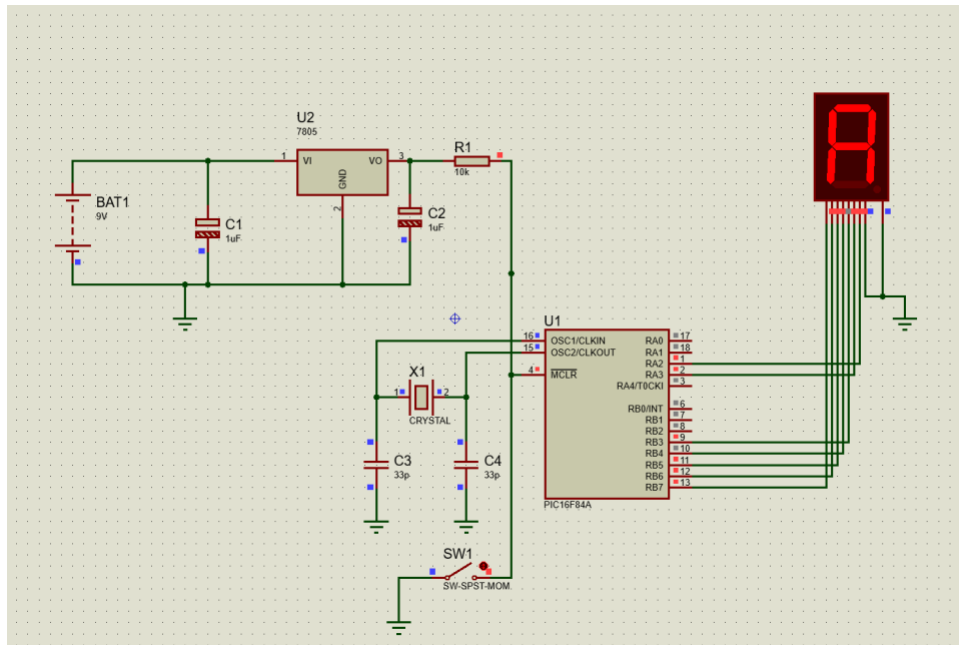 U2
7805
1
VI
VO
3
GND
2
R1
10k
BAT1
9V
C1
1uF
C2
1uF
U1
16
OSC1/CLKIN
15
OSC2/CLKOUT
4
MCLR
RA0
17
RA1
18
RA2
1
RA3
2
RA4/T0CKI
3
RB0/INT
6
RB1
7
RB2
8
RB3
9
RB4
10
RB5
11
RB6
12
RB7
13
PIC16F84A
X1
1
2
CRYSTAL
C3
33p
C4
33p
SW1
SW-SPST-MOM
A